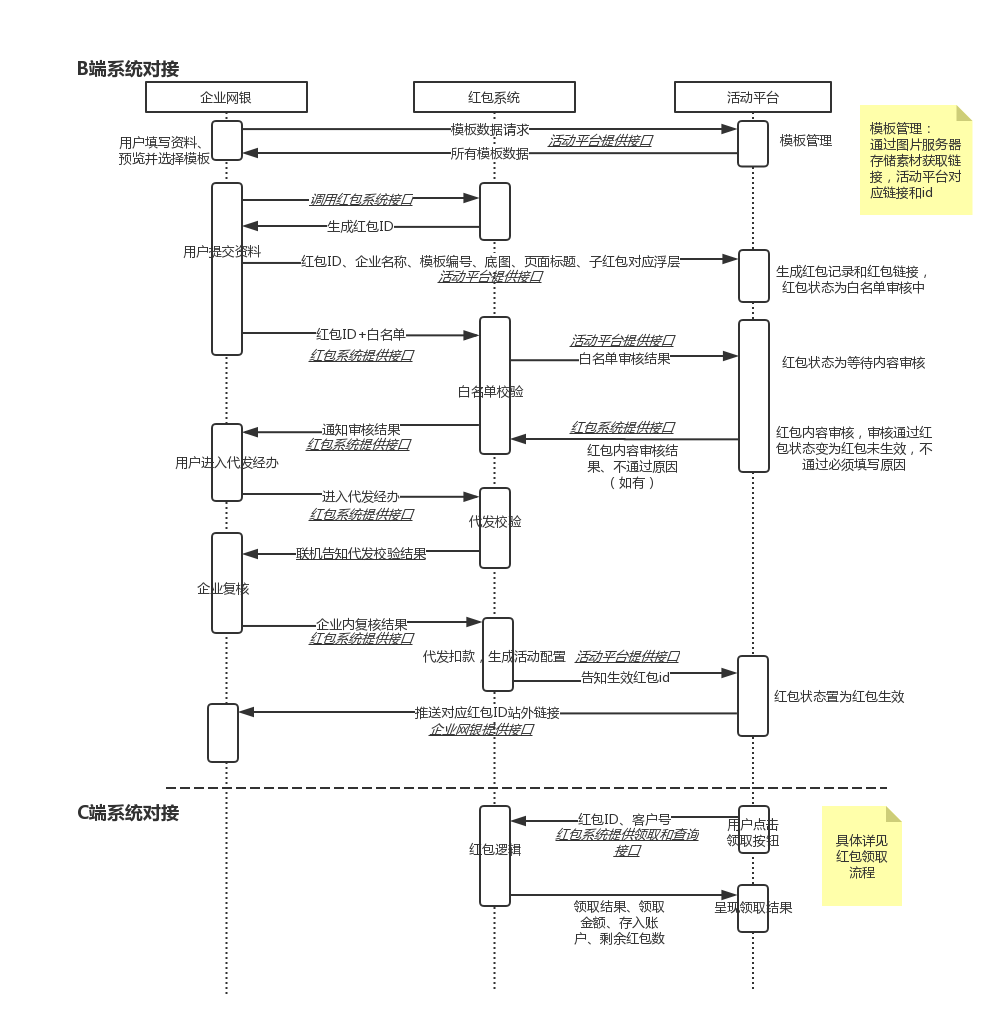 B端系统对接
企业网银
红包系统
活动平台
模板数据请求
活动平台提供接口
用户填写资料、
预览并选择模板
所有模板数据
模板管理
模板管理：
通过图片服务器
存储素材获取链
接，活动平台对
应链接和id
调用红包系统接口
生成红包ID
用户提交资料
红包ID、企业名称、模板编号、底图、页面标题、子红包对应浮层
活动平台提供接口
生成红包记录和红包链接，
红包状态为白名单审核中
红包ID+白名单
红包系统提供接口
活动平台提供接口
白名单审核结果
红包状态为等待内容审核
白名单校验
通知审核结果
红包系统提供接口
红包系统提供接口
红包内容审核结
果、不通过原因
（如有）
红包内容审核，审核通过红
包状态变为红包未生效，不
通过必须填写原因
用户进入代发经办
进入代发经办
红包系统提供接口
代发校验
联机告知代发校验结果
企业复核
企业内复核结果
红包系统提供接口
代发扣款，生成活动配置
活动平台提供接口
告知生效红包id
红包状态置为红包生效
推送对应红包ID站外链接
企业网银提供接口
C端系统对接
红包ID、客户号
红包系统提供领取和查询
接口
用户点击
领取按钮
红包逻辑
具体详见
红包领取
流程
领取结果、领取
金额、存入账
户、剩余红包数
呈现领取结果